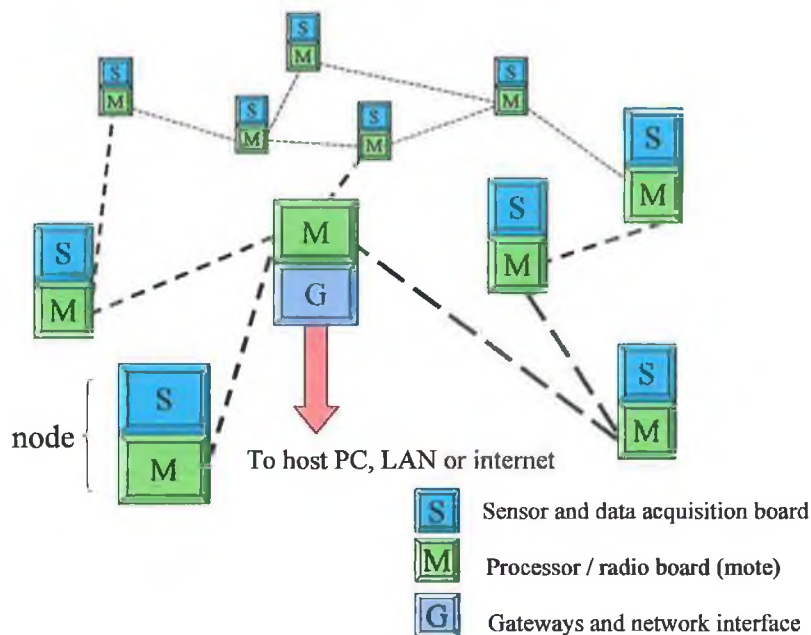 S
M
S
M
S
M
S
M
S
M
S
M
S
M
S
M
M
G
S
M
node
S
M
To host PC, LAN or internet
S Sensor and data acquisition board
M Processor / radio board (mote)
G Gateways and network interface